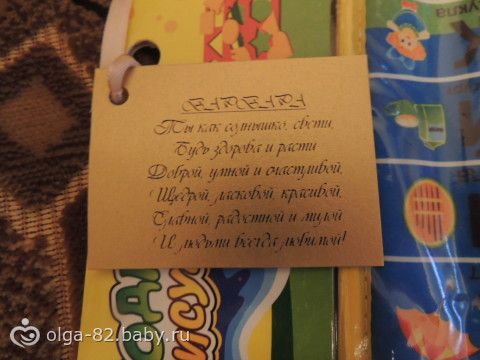 кукла
ВАРВАРА
Ты как солнышко, свети,
Будь здорова и расти
Доброй, умной и счастливой,
Щедрой, ласковой, красивой,
Славной, радостной и милой
И людьми всегда любимой!
olga-82.baby.ru